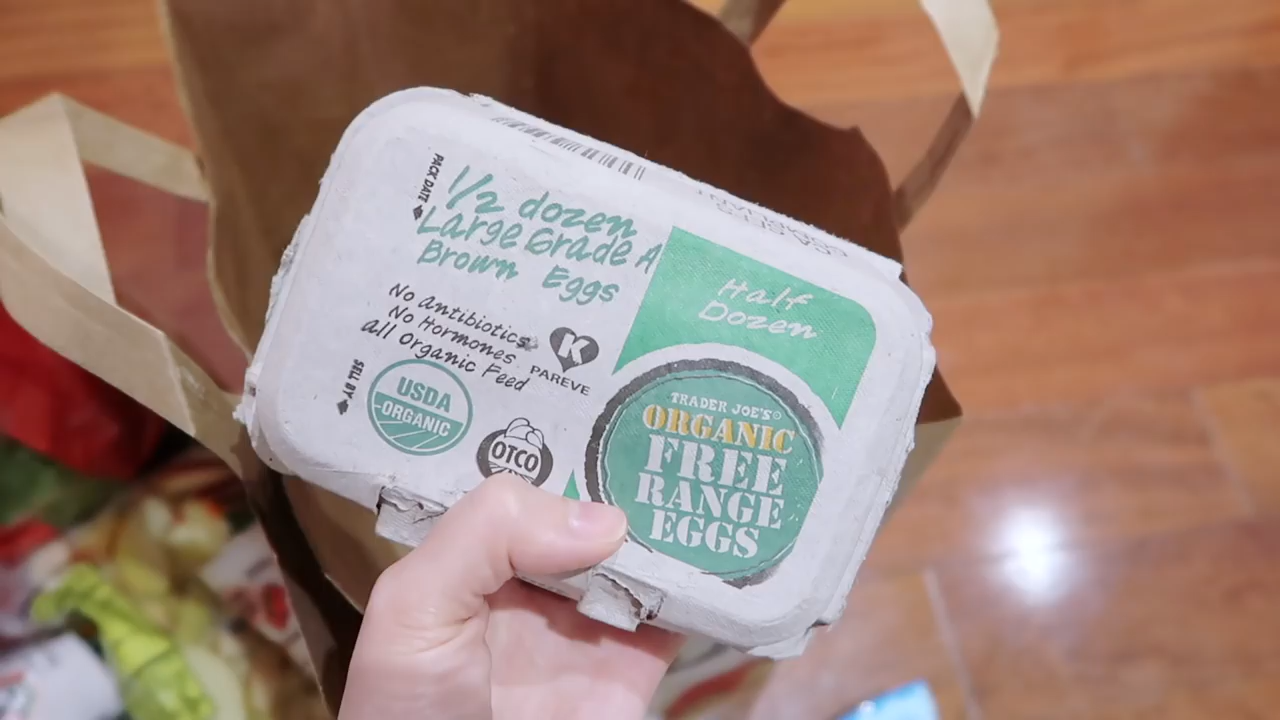 PACK DATE
1/2 dozen
Large Grade A
Brown Eggs
No Antibiotics
No Hormones
all Organic Feed
K
PAREVE
SELL BY
USDA
ORGANIC
OTCO
Half
Dozen
TRADER JOE'S
ORGANIC
FREE
RANGE
EGGS